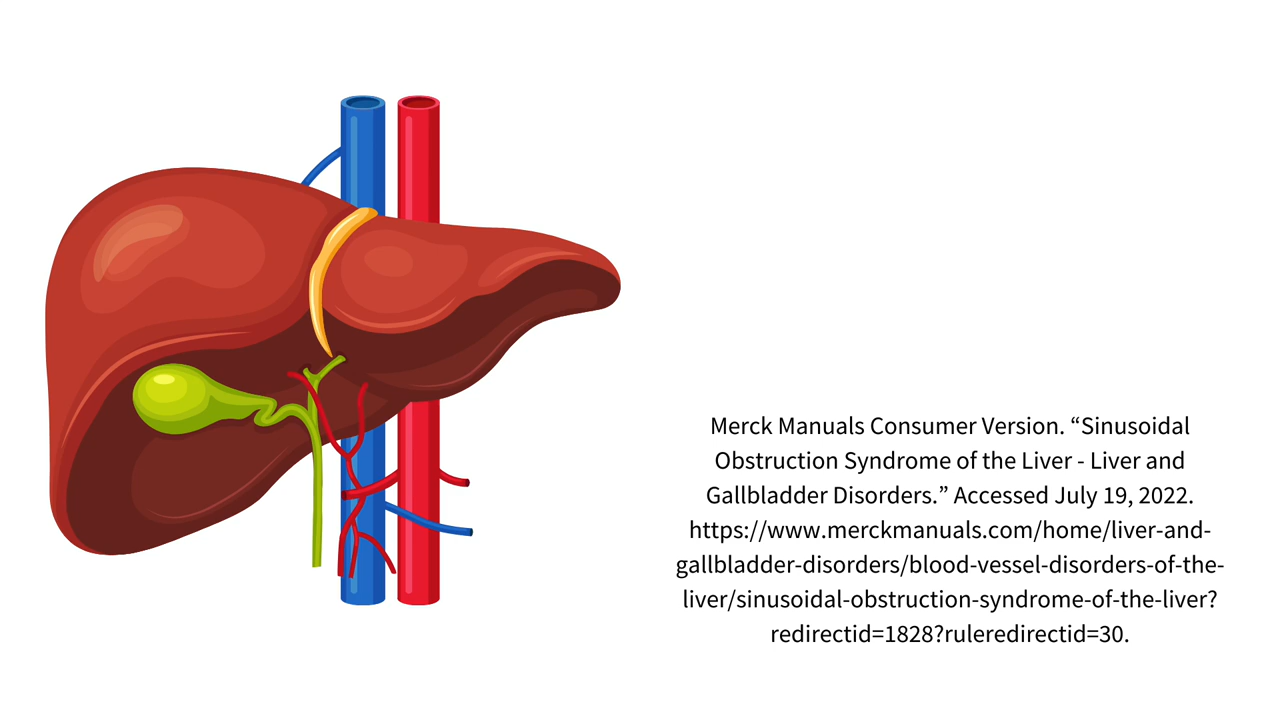 Merck Manuals Consumer Version. “Sinusoidal
Obstruction Syndrome of the Liver - Liver and
Gallbladder Disorders.” Accessed July 19, 2022.
https://www.merckmanuals.com/home/liver-and-
gallbladder-disorders/blood-vessel-disorders-of-the-
liver/sinusoidal-obstruction-syndrome-of-the-liver?
redirectid=1828?ruleredirectid=30.